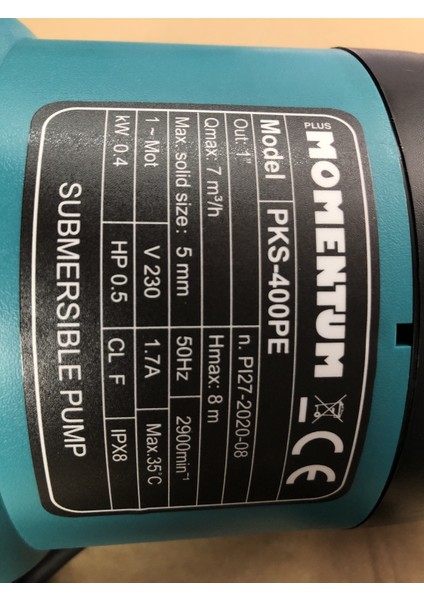 PLUS
MOMENTUM
CE
Model PKS-400PE
Out: 1" n. PI27-2020-08
Qmax: 7 m³/h Hmax: 8 m
Max. solid size: 5 mm 50Hz 2900min⁻¹
1 ~ Mot V 230 1.7A Max.35°C
kW 0.4 HP 0.5 CL F IPX8
SUBMERSIBLE PUMP